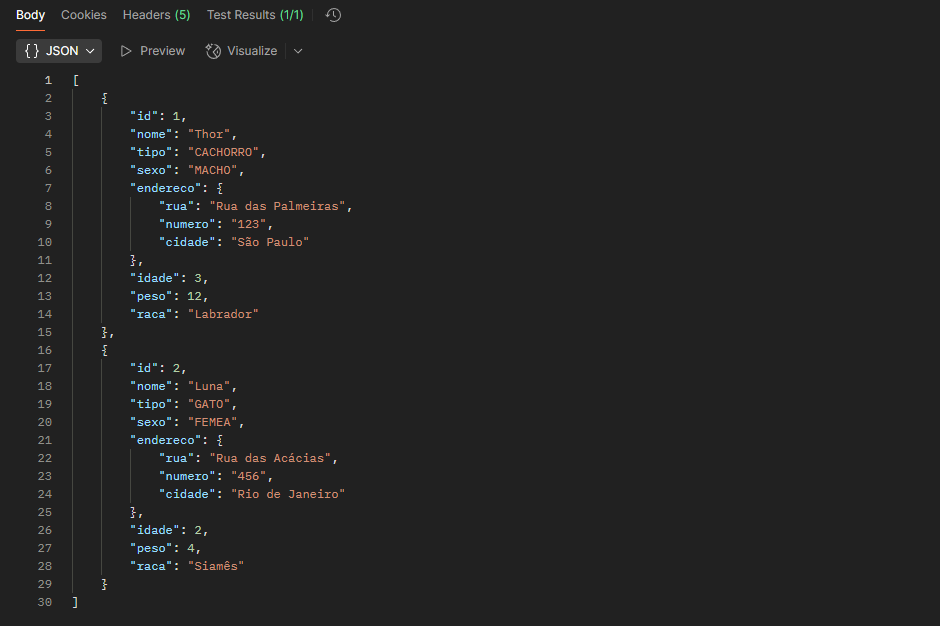 Body Cookies Headers (5) Test Results (1/1)
{} JSON Preview Visualize
1 [
2 {
3 "id": 1,
4 "nome": "Thor",
5 "tipo": "CACHORRO",
6 "sexo": "MACHO",
7 "endereco": {
8 "rua": "Rua das Palmeiras",
9 "numero": "123",
10 "cidade": "São Paulo"
11 },
12 "idade": 3,
13 "peso": 12,
14 "raca": "Labrador"
15 },
16 {
17 "id": 2,
18 "nome": "Luna",
19 "tipo": "GATO",
20 "sexo": "FEMEA",
21 "endereco": {
22 "rua": "Rua das Acácias",
23 "numero": "456",
24 "cidade": "Rio de Janeiro"
25 },
26 "idade": 2,
27 "peso": 4,
28 "raca": "Siamês"
29 }
30 ]